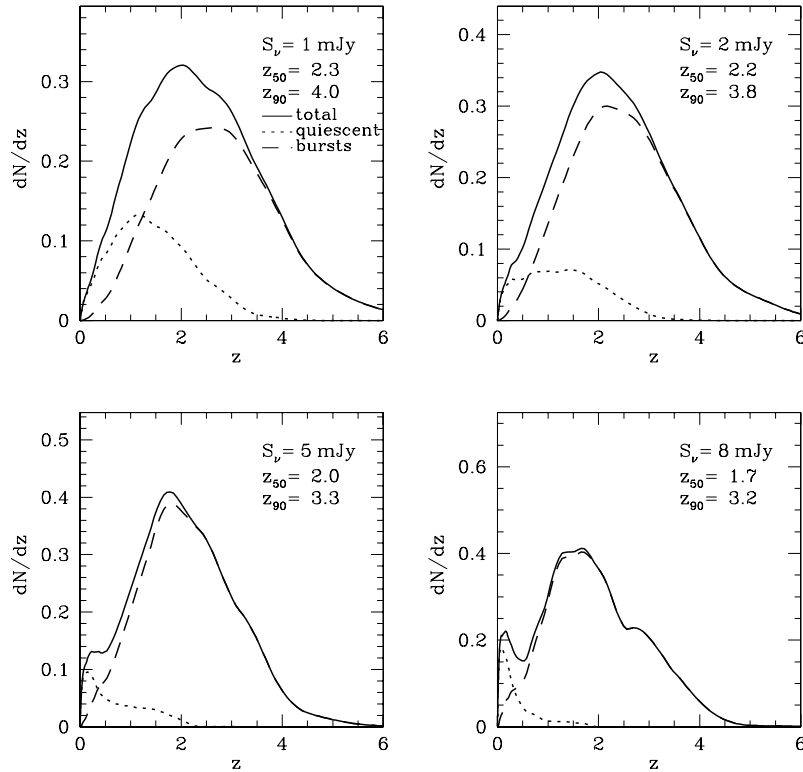 S_ν = 1 mJy
z_50 = 2.3
z_90 = 4.0
total
quiescent
bursts
dN/dz
0.3
0.2
0.1
0
0 2 4 6
z
S_ν = 2 mJy
z_50 = 2.2
z_90 = 3.8
dN/dz
0.4
0.3
0.2
0.1
0
0 2 4 6
z
S_ν = 5 mJy
z_50 = 2.0
z_90 = 3.3
dN/dz
0.5
0.4
0.3
0.2
0.1
0
0 2 4 6
z
S_ν = 8 mJy
z_50 = 1.7
z_90 = 3.2
dN/dz
0.6
0.4
0.2
0
0 2 4 6
z